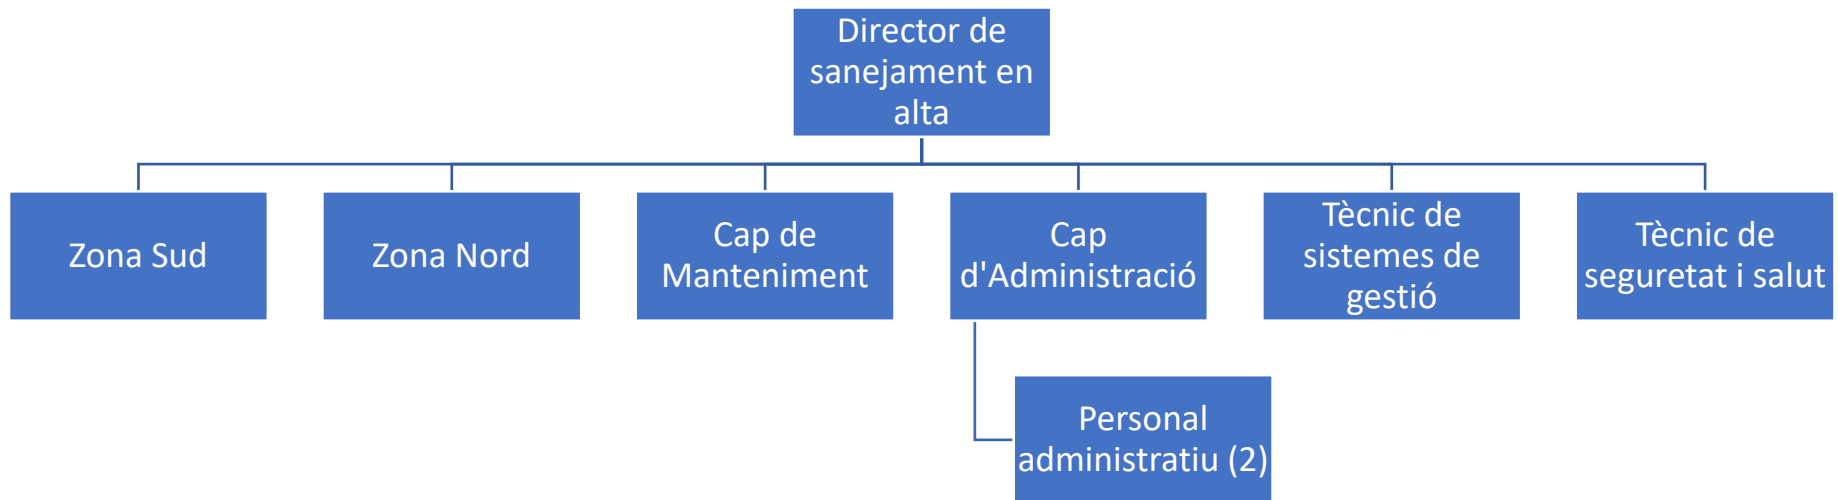 Director de
sanejament en
alta
Zona Sud
Zona Nord
Cap de
Manteniment
Cap
d'Administració
Tècnic de
sistemes de
gestió
Tècnic de
seguretat i salut
Personal
administratiu (2)